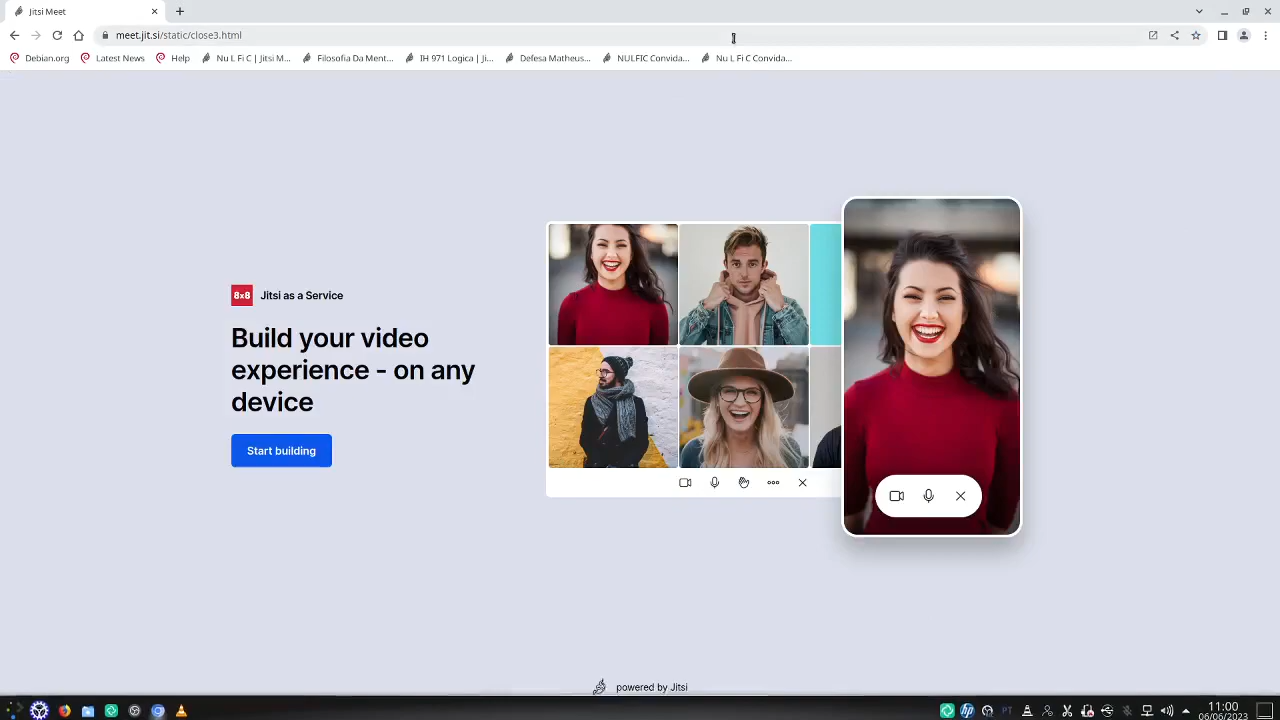 Jitsi Meet
meet.jit.si/static/close3.html
Debian.org
Latest News
Help
Nu L Fi C | Jitsi M...
Filosofia Da Ment...
IH 971 Logica | Ji...
Defesa Matheus...
NULFIC Convida...
Nu L Fi C Convida...
8x8
Jitsi as a Service
Build your video
experience - on any
device
Start building
powered by Jitsi
PT
11:00
06/06/2023